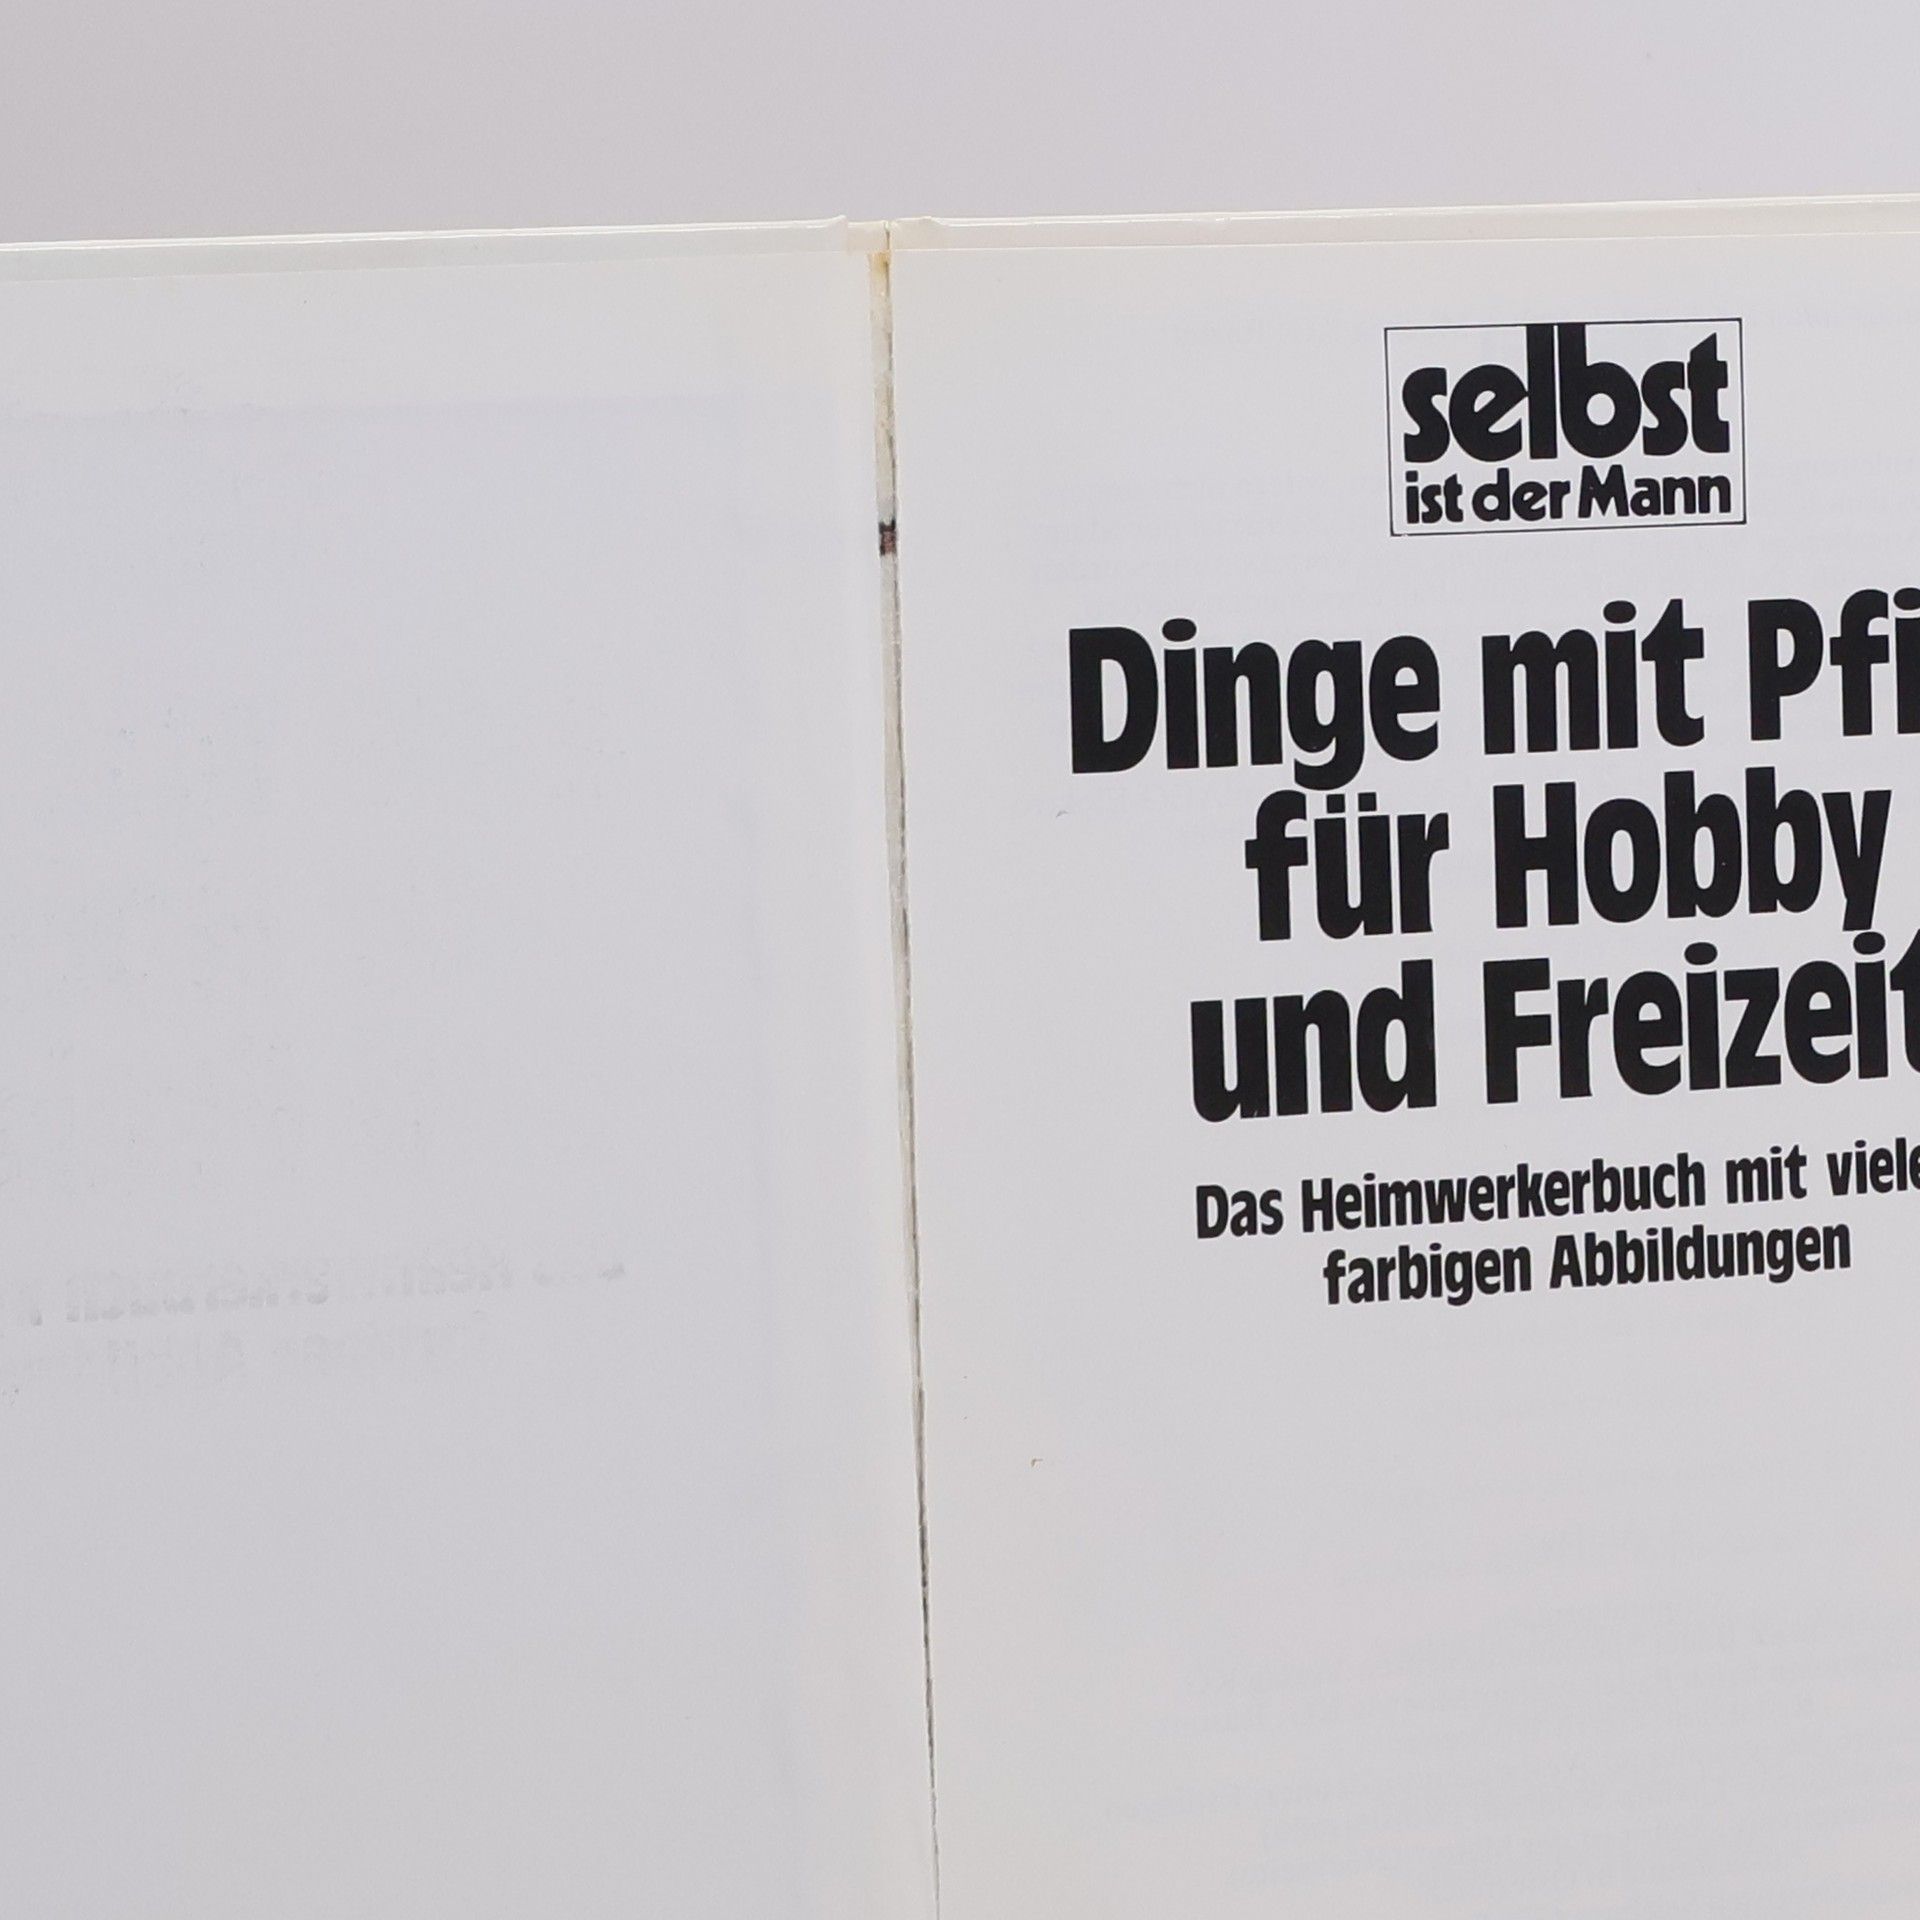 selbst
ist der Mann
Dinge mit Pfi
für Hobby
und Freizeit
Das Heimwerkerbuch mit viele
farbigen Abbildungen